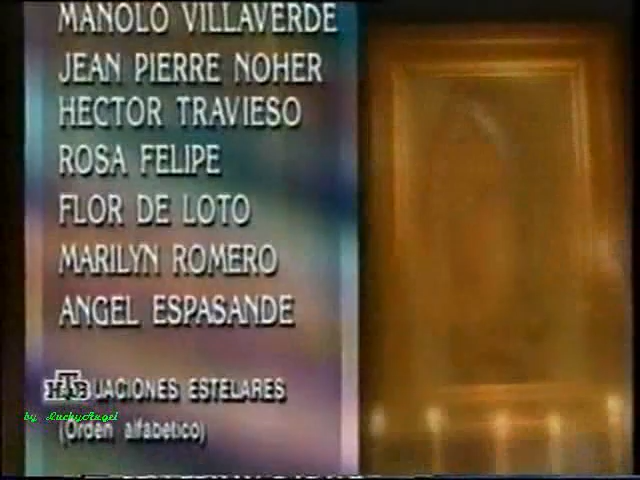 MANOLO VILLAVERDE
JEAN PIERRE NOHER
HECTOR TRAVIESO
ROSA FELIPE
FLOR DE LOTO
MARILYN ROMERO
ANGEL ESPASANDE
НТВ UACIONES ESTELARES
by LuckyAngel
(Orden alfabetico)